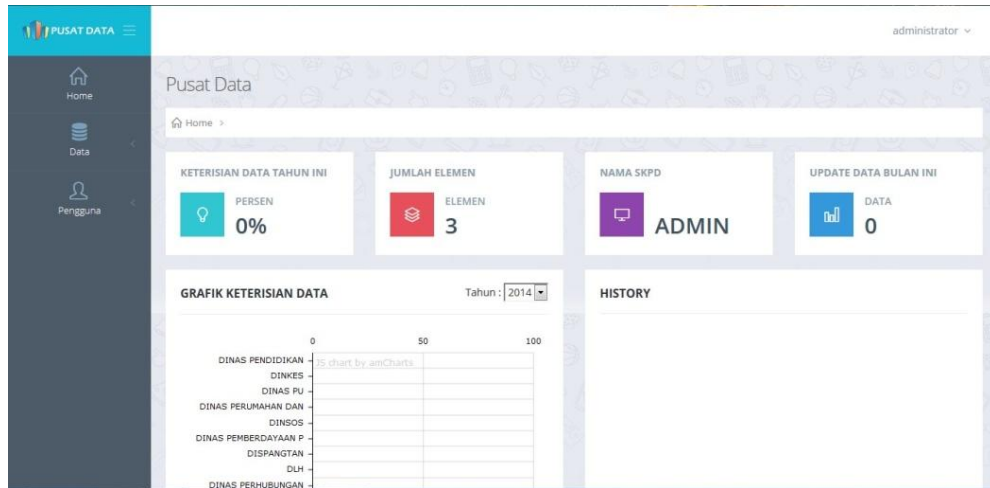 PUSAT DATA
administrator
Home
Data
Pengguna
Pusat Data
Home >
KETERISIAN DATA TAHUN INI
PERSEN
0%
JUMLAH ELEMEN
ELEMEN
3
NAMA SKPD
ADMIN
UPDATE DATA BULAN INI
DATA
0
GRAFIK KETERISIAN DATA
Tahun : 2014
HISTORY
0 50 100
JS chart by amCharts
DINAS PENDIDIKAN
DINKES
DINAS PU
DINAS PERUMAHAN DAN
DINSOS
DINAS PEMBERDAYAAN P
DISPANGTAN
DLH
DINAS PERHUBUNGAN